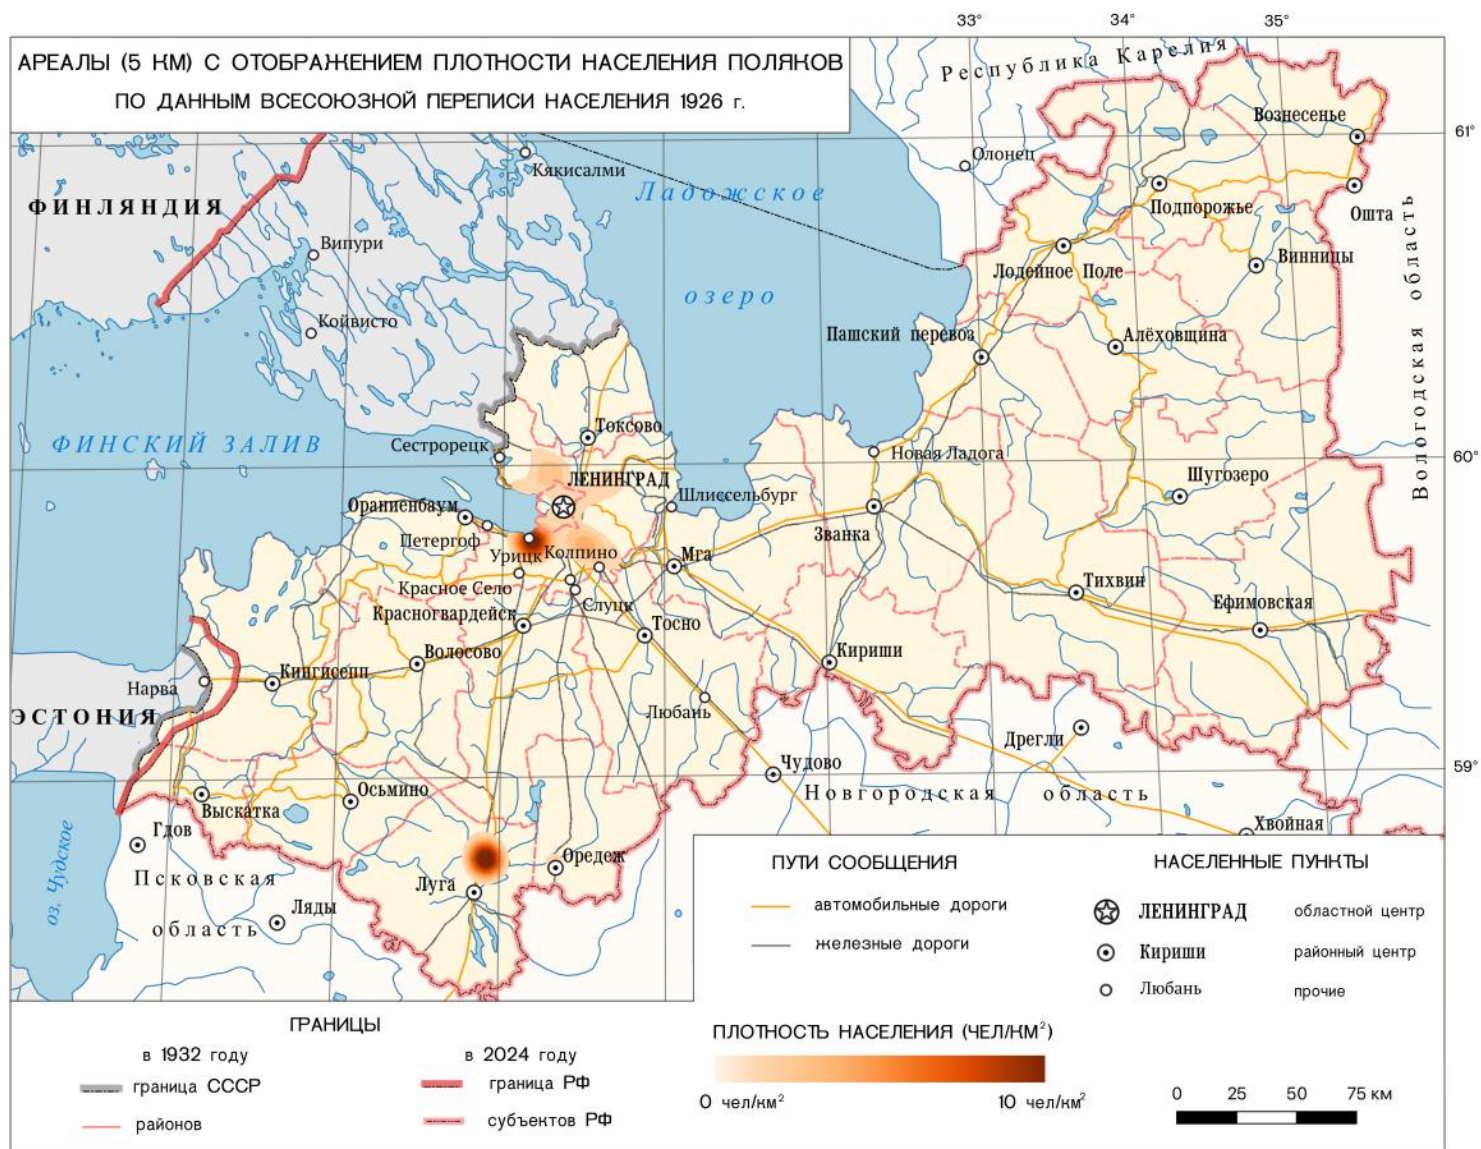 33°
34°
35°
АРЕАЛЫ (5 КМ) С ОТОБРАЖЕНИЕМ ПЛОТНОСТИ НАСЕЛЕНИЯ ПОЛЯКОВ
ПО ДАННЫМ ВСЕСОЮЗНОЙ ПЕРЕПИСИ НАСЕЛЕНИЯ 1926 г.
Республика Карелия
Вознесенье
61°
Олонец
Кякисалми
Ладожское
Подпорожье
Ошта
ФИНЛЯНДИЯ
Випури
Лодейное Поле
Винницы
озеро
Койвисто
Пашский перевоз
Алёховщина
Вологодская область
ФИНСКИЙ ЗАЛИВ
Сестрорецк
Токсово
Новая Ладога
60°
ЛЕНИНГРАД
Шлиссельбург
Шугозеро
Ораниенбаум
Петергоф
Урицк
Колпино
Мга
Званка
Красное Село
Слуцк
Тихвин
Ефимовская
Красногвардейск
Тосно
Волосово
Кириши
Кингисепп
Нарва
Любань
ЭСТОНИЯ
Дрегли
Чудово
59°
Новгородская область
Выскатка
Осьмино
Гдов
Хвойная
оз. Чудское
Псковская
область
Луга
Оредеж
Ляды
ПУТИ СООБЩЕНИЯ
автомобильные дороги
железные дороги
НАСЕЛЕННЫЕ ПУНКТЫ
ЛЕНИНГРАД областной центр
Кириши районный центр
Любань прочие
ГРАНИЦЫ
в 1932 году
граница СССР
районов
в 2024 году
граница РФ
субъектов РФ
ПЛОТНОСТЬ НАСЕЛЕНИЯ (ЧЕЛ/КМ²)
0 чел/км² 10 чел/км²
0 25 50 75 км